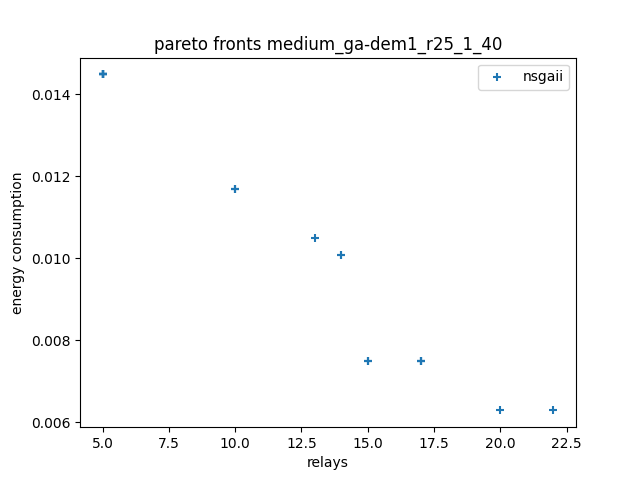 pareto fronts medium_ga-dem1_r25_1_40
nsgaii
0.014
0.012
0.010
0.008
0.006
energy consumption
5.0 7.5 10.0 12.5 15.0 17.5 20.0 22.5
relays